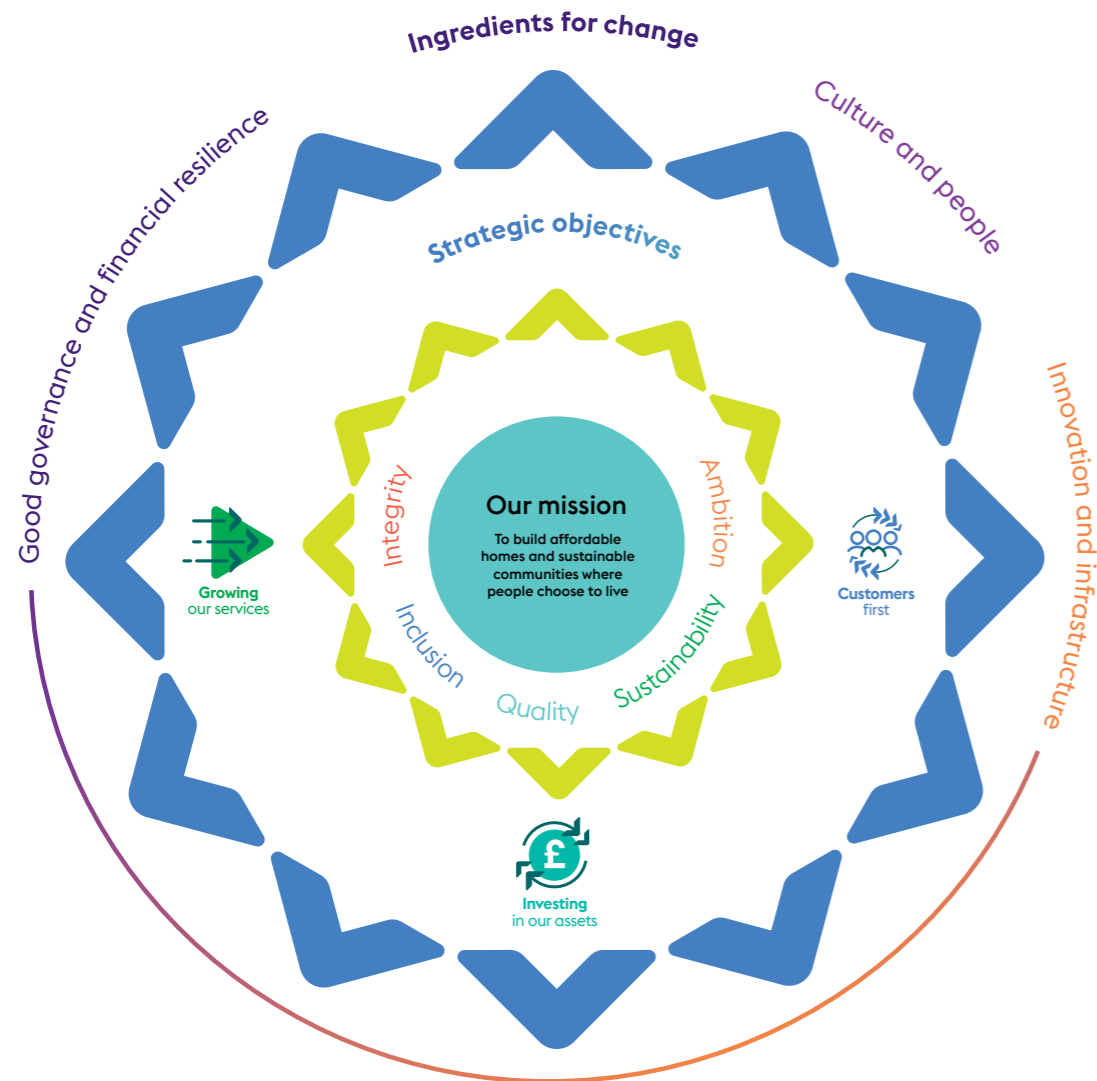 Ingredients for change
Good governance and financial resilience
Culture and people
Innovation and infrastructure
Strategic objectives
Growing
our services
Customers
first
£
Investing
in our assets
Integrity
Ambition
Inclusion
Quality
Sustainability
Our mission
To build affordable
homes and sustainable
communities where
people choose to live